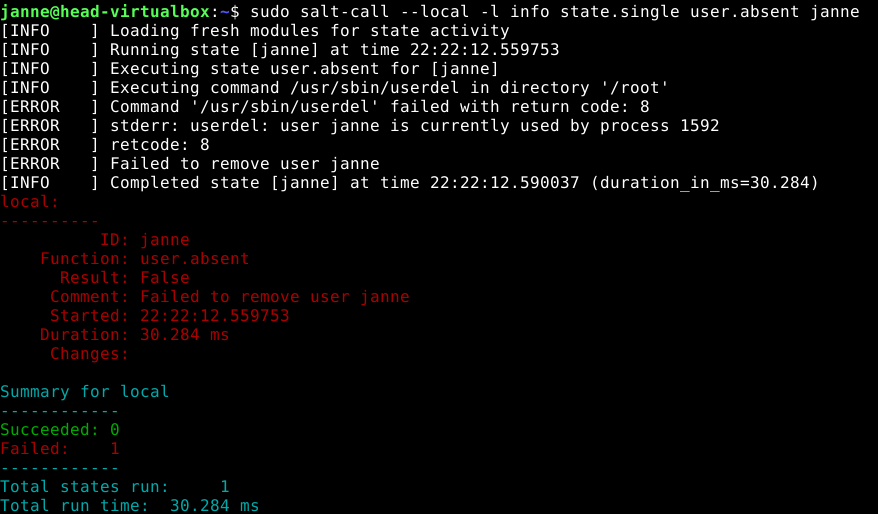 janne@head-virtualbox:~$ sudo salt-call --local -l info state.single user.absent janne
[INFO    ] Loading fresh modules for state activity
[INFO    ] Running state [janne] at time 22:22:12.559753
[INFO    ] Executing state user.absent for [janne]
[INFO    ] Executing command /usr/sbin/userdel in directory '/root'
[ERROR   ] Command '/usr/sbin/userdel' failed with return code: 8
[ERROR   ] stderr: userdel: user janne is currently used by process 1592
[ERROR   ] retcode: 8
[ERROR   ] Failed to remove user janne
[INFO    ] Completed state [janne] at time 22:22:12.590037 (duration_in_ms=30.284)
local:
----------
          ID: janne
    Function: user.absent
      Result: False
     Comment: Failed to remove user janne
     Started: 22:22:12.559753
    Duration: 30.284 ms
     Changes:

Summary for local
------------
Succeeded: 0
Failed:    1
------------
Total states run:     1
Total run time:  30.284 ms